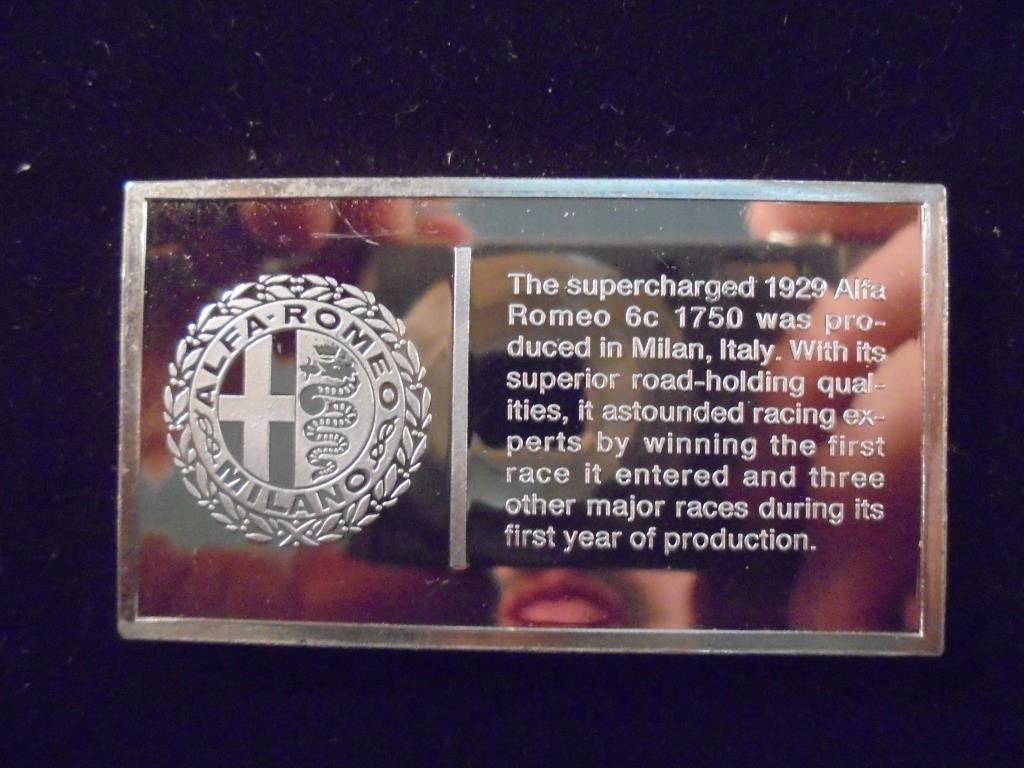 ALFA-ROMEO
MILANO
The supercharged 1929 Alfa
Romeo 6c 1750 was pro-
duced in Milan, Italy. With its
superior road-holding qual-
ities, it astounded racing ex-
perts by winning the first
race it entered and three
other major races during its
first year of production.